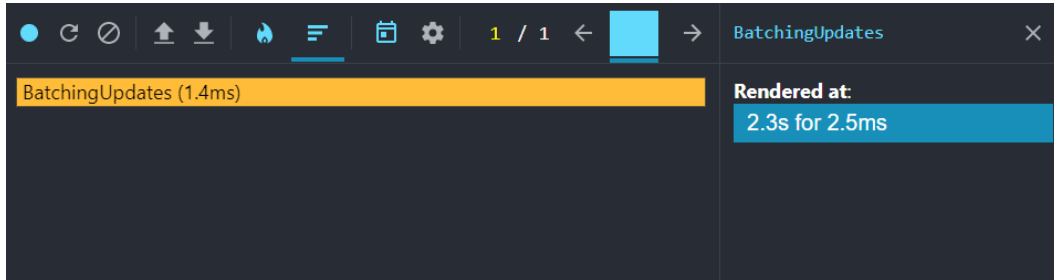 1 / 1
BatchingUpdates
BatchingUpdates (1.4ms)
Rendered at:
2.3s for 2.5ms